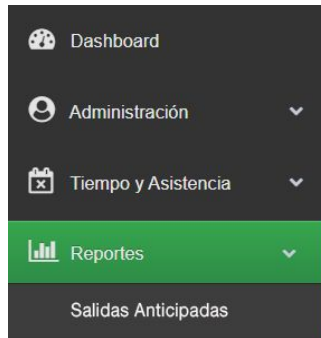 Dashboard
Administración
Tiempo y Asistencia
Reportes
Salidas Anticipadas